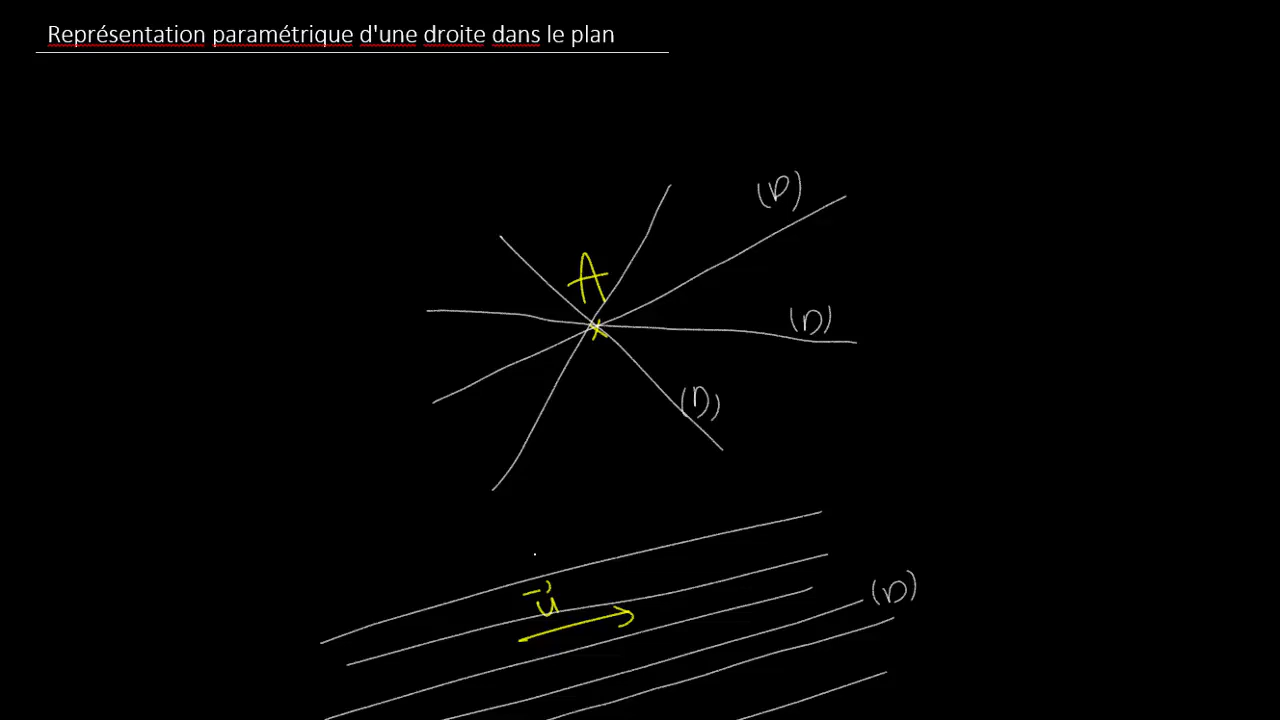 Représentation paramétrique d'une droite dans le plan
(D)
A
(D)
(D)
u⃗
(D)